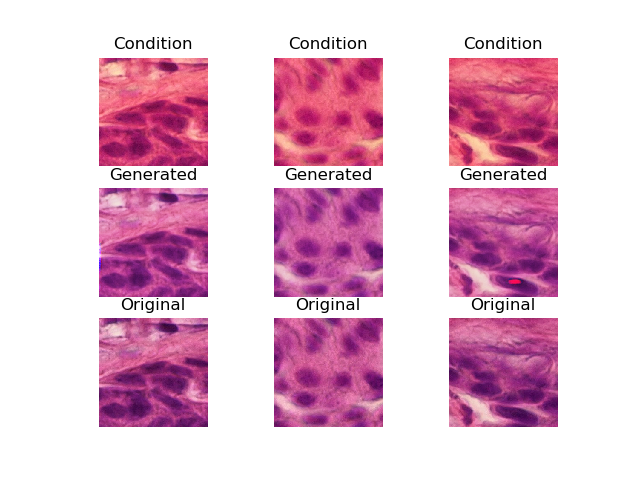 Condition Condition Condition
Generated Generated Generated
Original Original Original